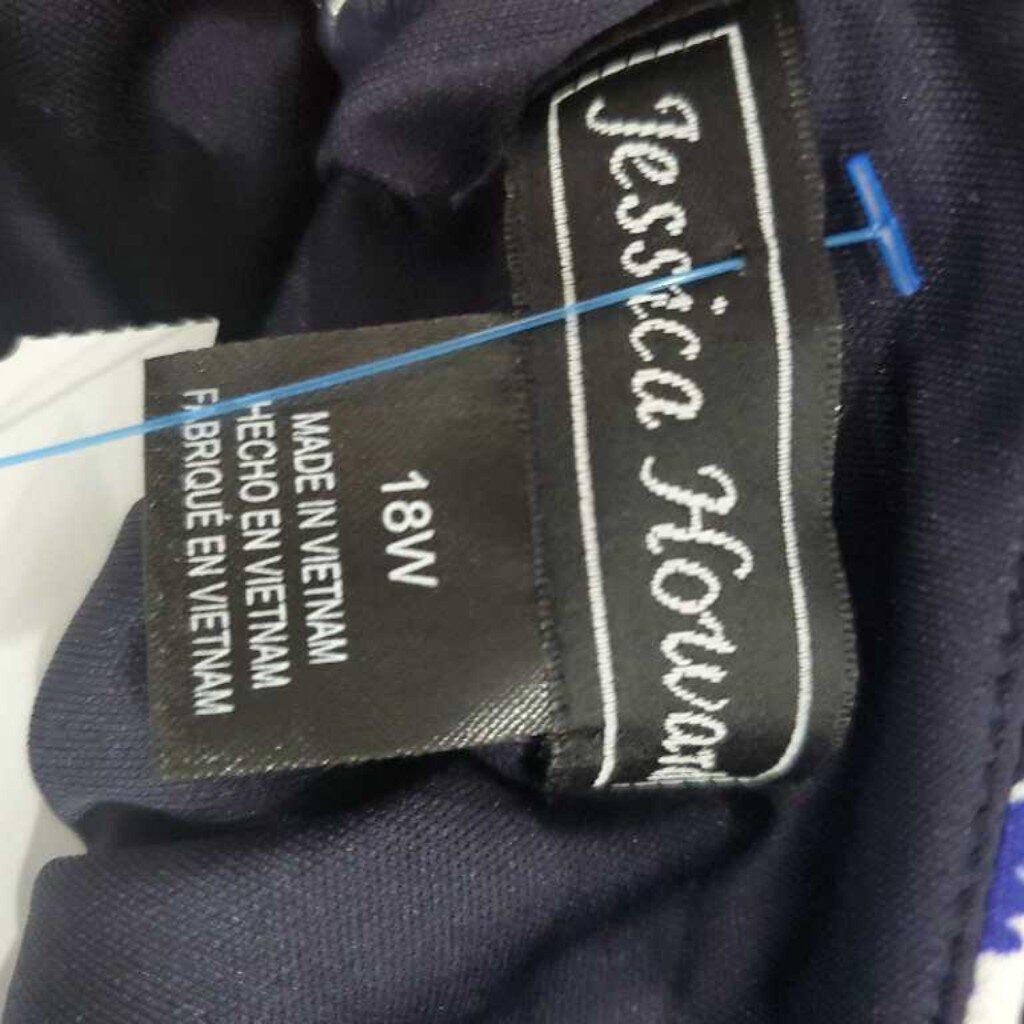 Jessica Howard
18W
MADE IN VIETNAM
HECHO EN VIETNAM
FABRIQUÉ EN VIETNAM